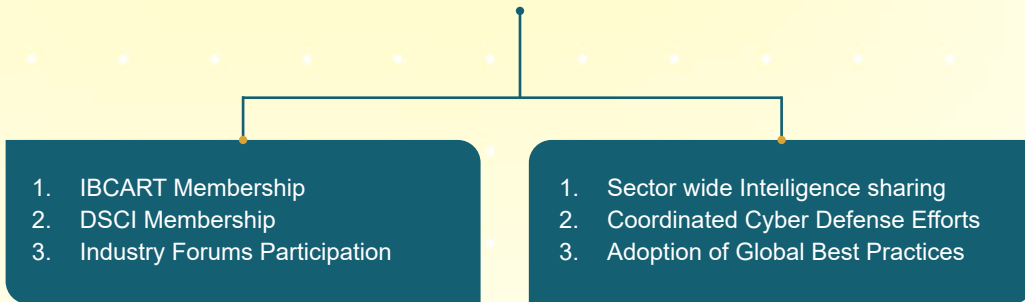 1. IBCART Membership
2. DSCI Membership
3. Industry Forums Participation
1. Sector wide Intelligence sharing
2. Coordinated Cyber Defense Efforts
3. Adoption of Global Best Practices